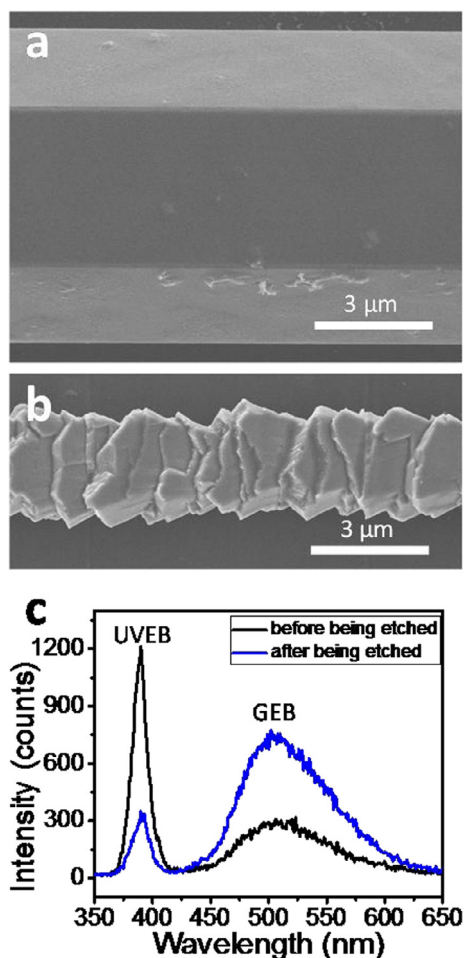 a
3 μm
b
3 μm
c
UVEB
before being etched
after being etched
GEB
Intensity (counts)
1200
900
600
300
0
350 400 450 500 550 600 650
Wavelength (nm)